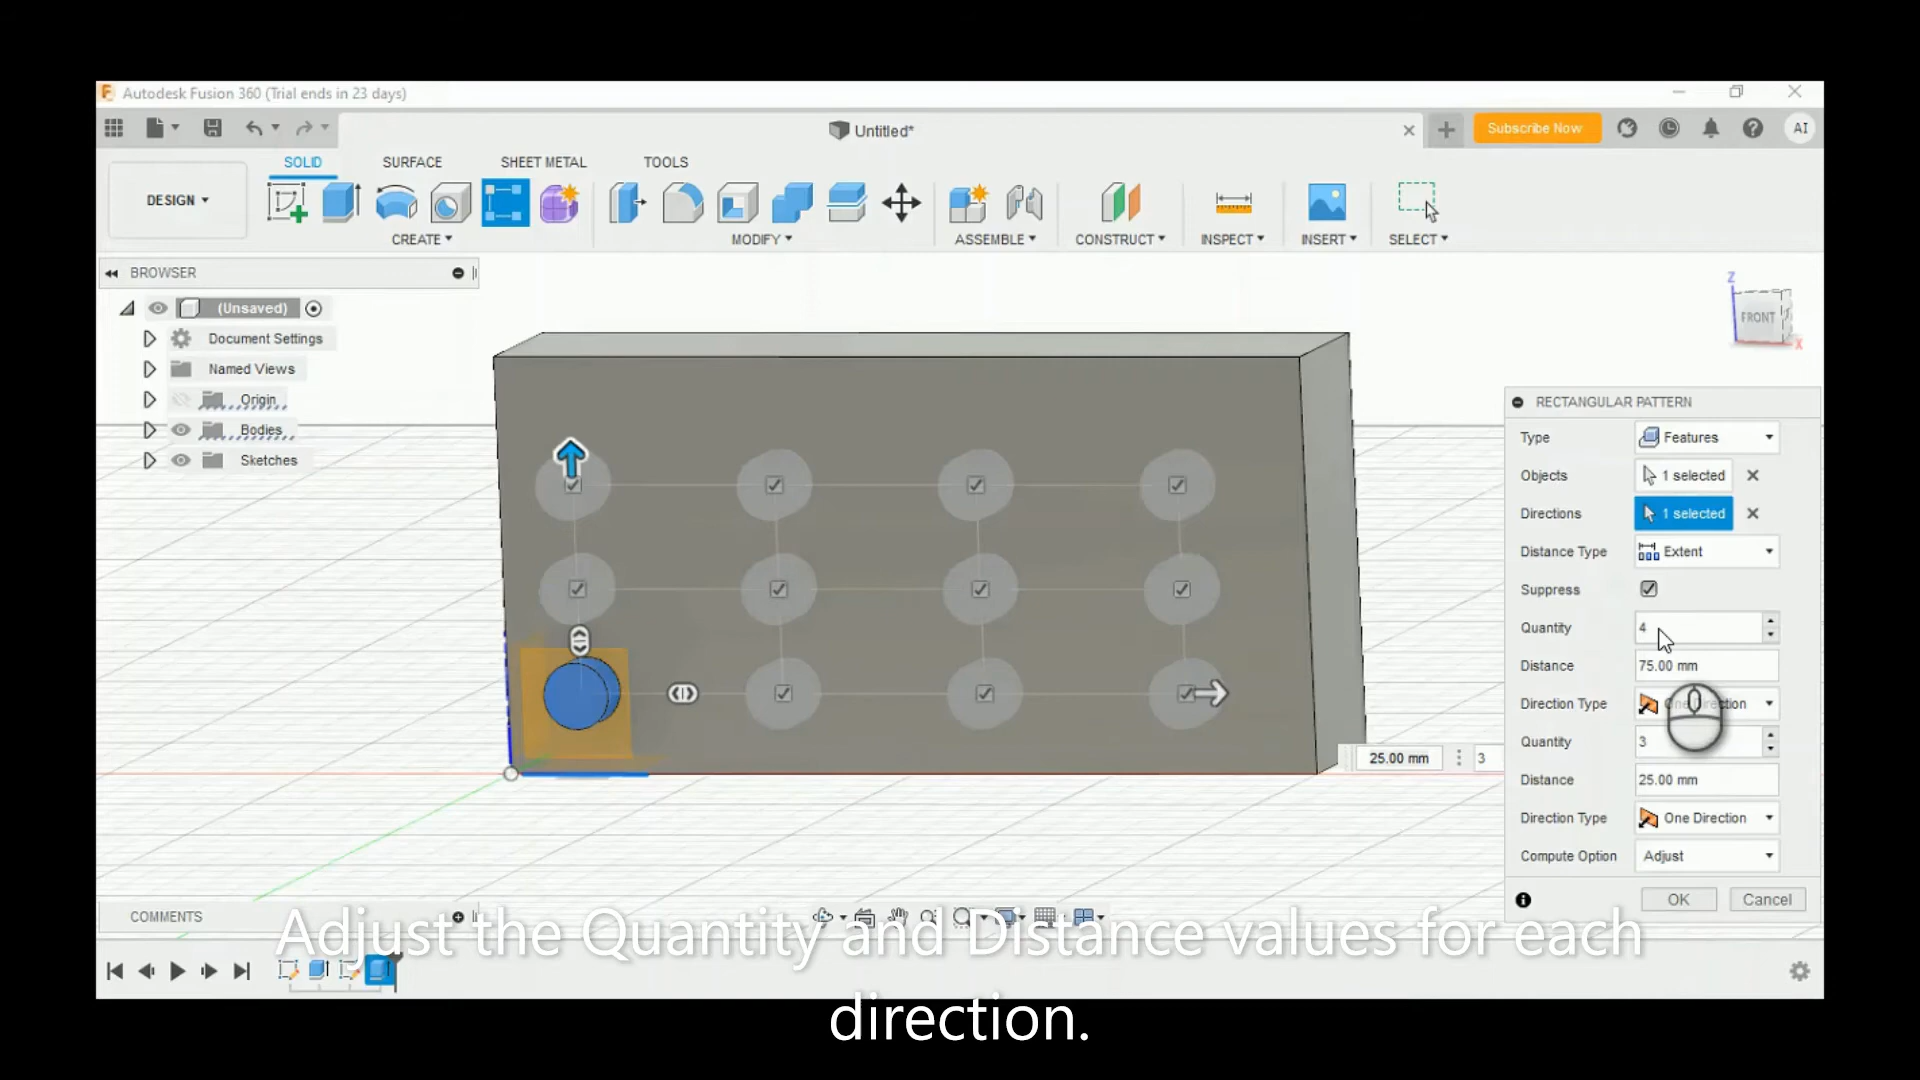 Autodesk Fusion 360 (Trial ends in 23 days)
Untitled*
Subscribe Now
AI
SOLID
SURFACE
SHEET METAL
TOOLS
DESIGN
CREATE
MODIFY
ASSEMBLE
CONSTRUCT
INSPECT
INSERT
SELECT
BROWSER
(Unsaved)
Document Settings
Named Views
Origin
Bodies
Sketches
Z
FRONT
X
RECTANGULAR PATTERN
Type Features
Objects 1 selected
Directions 1 selected
Distance Type Extent
Suppress
Quantity 4
Distance 75.00 mm
Direction Type One Direction
Quantity 3
25.00 mm 3
Distance 25.00 mm
Direction Type One Direction
Compute Option Adjust
OK Cancel
COMMENTS
Adjust the Quantity and Distance values for each
direction.